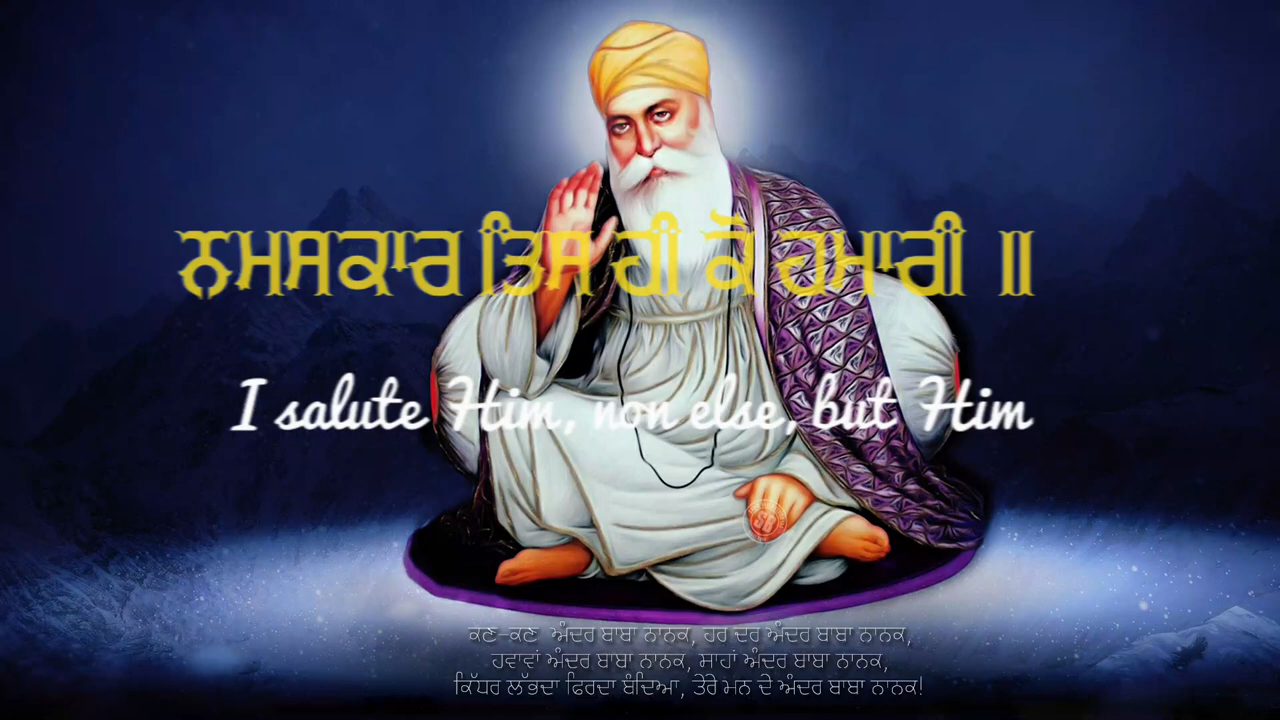 ਨਮਸਕਾਰ ਤਿਸ ਹੀ ਕੋ ਹਮਾਰੀ ॥
I salute Him, non else, but Him
ਕਣ-ਕਣ ਅੰਦਰ ਬਾਬਾ ਨਾਨਕ, ਹਰ ਦਰ ਅੰਦਰ ਬਾਬਾ ਨਾਨਕ,
ਹਵਾਵਾਂ ਅੰਦਰ ਬਾਬਾ ਨਾਨਕ, ਸਾਹਾਂ ਅੰਦਰ ਬਾਬਾ ਨਾਨਕ,
ਕਿੱਧਰ ਲੱਭਦਾ ਫਿਰਦਾ ਬੰਦਿਆ, ਤੇਰੇ ਮਨ ਦੇ ਅੰਦਰ ਬਾਬਾ ਨਾਨਕ!